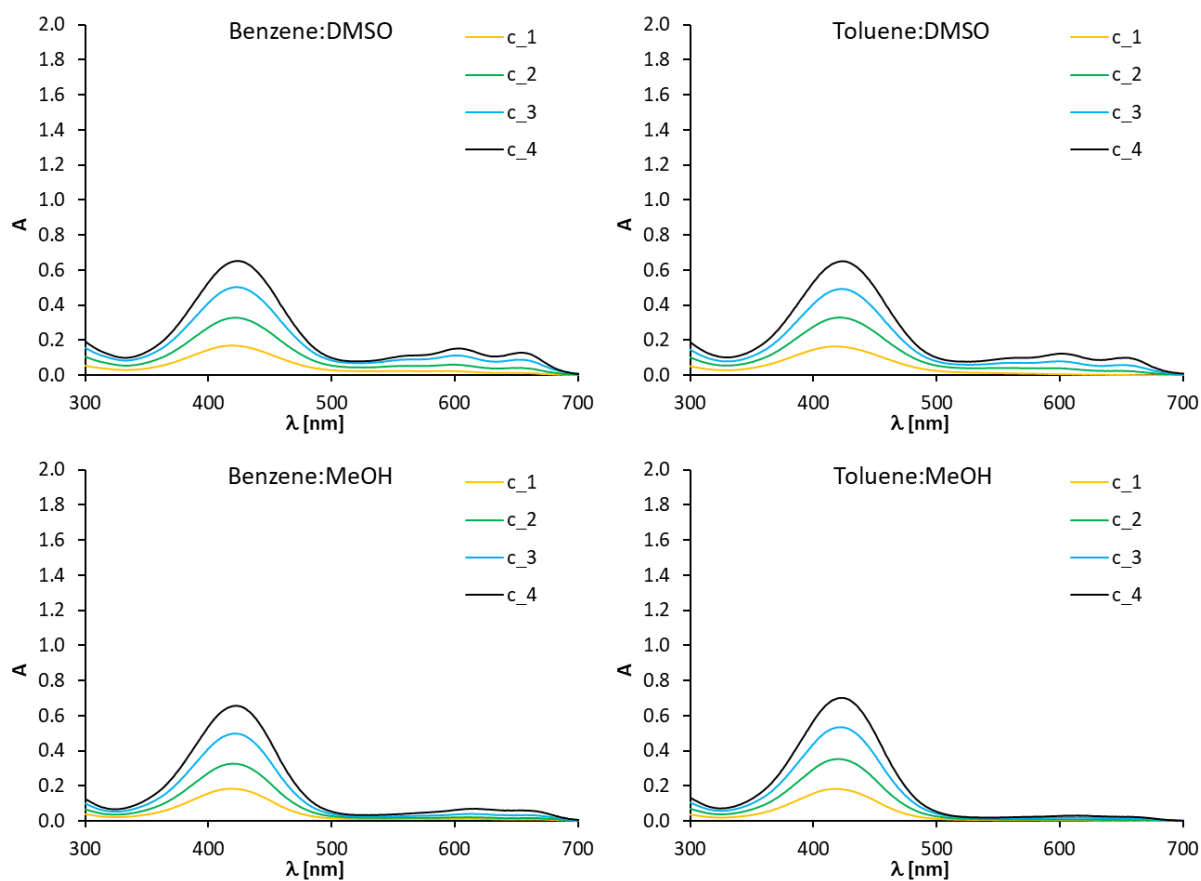 Benzene:DMSO
2.0
1.8
1.6
1.4
1.2
1.0
0.8
0.6
0.4
0.2
0.0
A
300 400 500 600 700
λ [nm]
c_1
c_2
c_3
c_4
Toluene:DMSO
2.0
1.8
1.6
1.4
1.2
1.0
0.8
0.6
0.4
0.2
0.0
A
300 400 500 600 700
λ [nm]
c_1
c_2
c_3
c_4
Benzene:MeOH
2.0
1.8
1.6
1.4
1.2
1.0
0.8
0.6
0.4
0.2
0.0
A
300 400 500 600 700
λ [nm]
c_1
c_2
c_3
c_4
Toluene:MeOH
2.0
1.8
1.6
1.4
1.2
1.0
0.8
0.6
0.4
0.2
0.0
A
300 400 500 600 700
λ [nm]
c_1
c_2
c_3
c_4